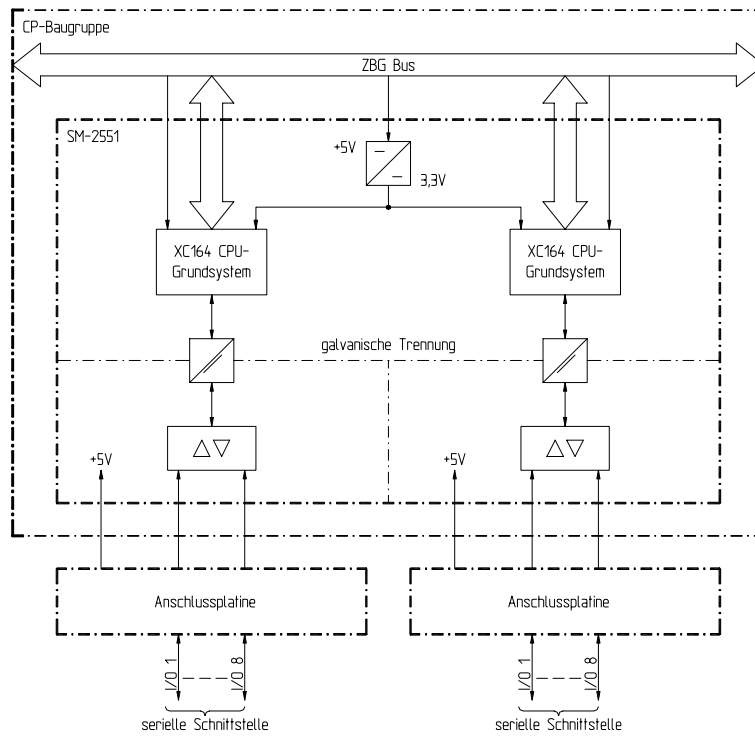 CP-Baugruppe
ZBG Bus
SM-2551
+5V
3,3V
XC164 CPU-
Grundsystem
XC164 CPU-
Grundsystem
galvanische Trennung
+5V
+5V
Anschlussplatine
Anschlussplatine
I/O 1
I/O 8
I/O 1
I/O 8
serielle Schnittstelle
serielle Schnittstelle